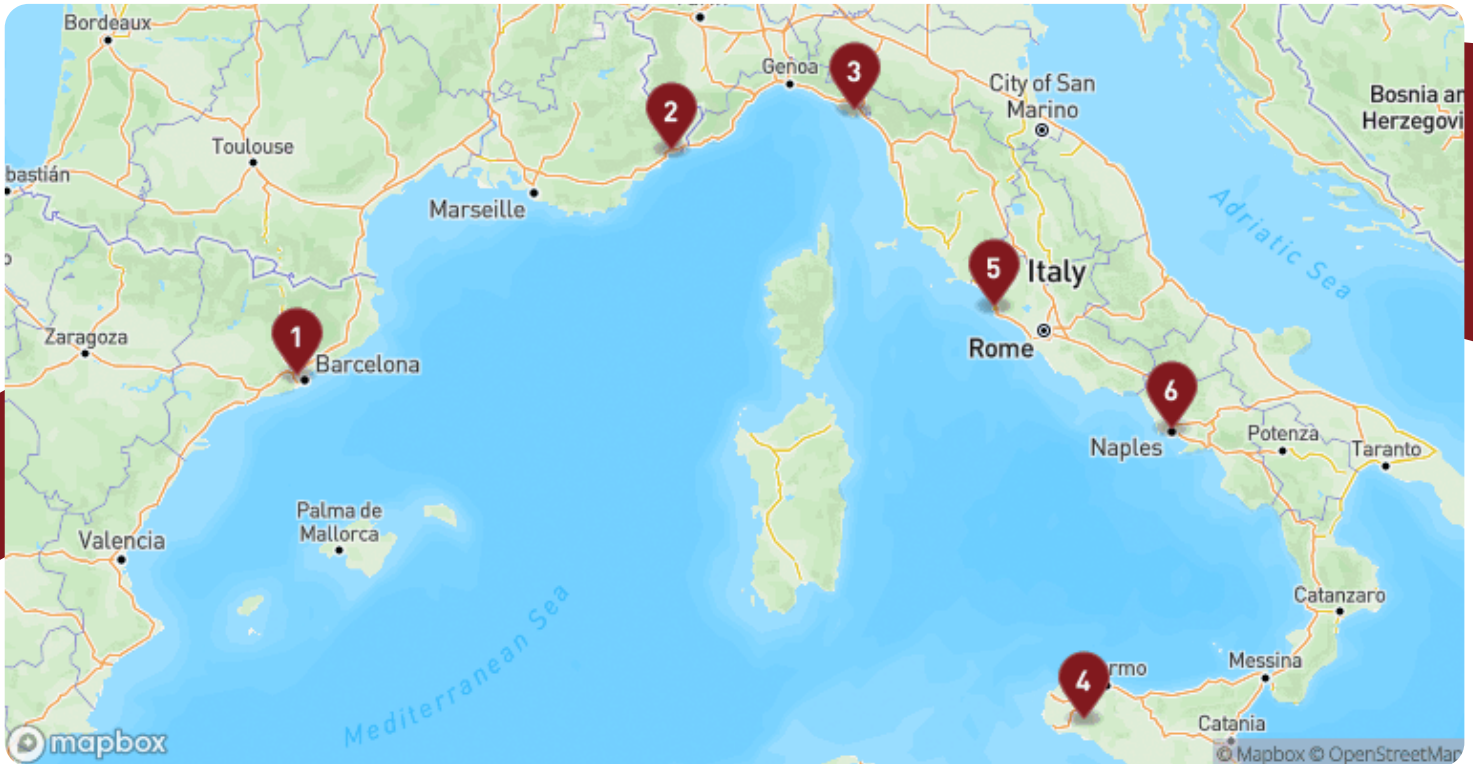 Bordeaux
Genoa
3
City of San
Marino
2
Bosnia an
Herzegovi
Toulouse
bastián
Marseille
Adriatic Sea
5
Italy
1
Zaragoza
Barcelona
Rome
6
Naples
Potenza
Taranto
Palma de
Mallorca
Valencia
Catanzaro
Mediterranean Sea
4
rmo
Messina
Catania
mapbox
© Mapbox © OpenStreetMap